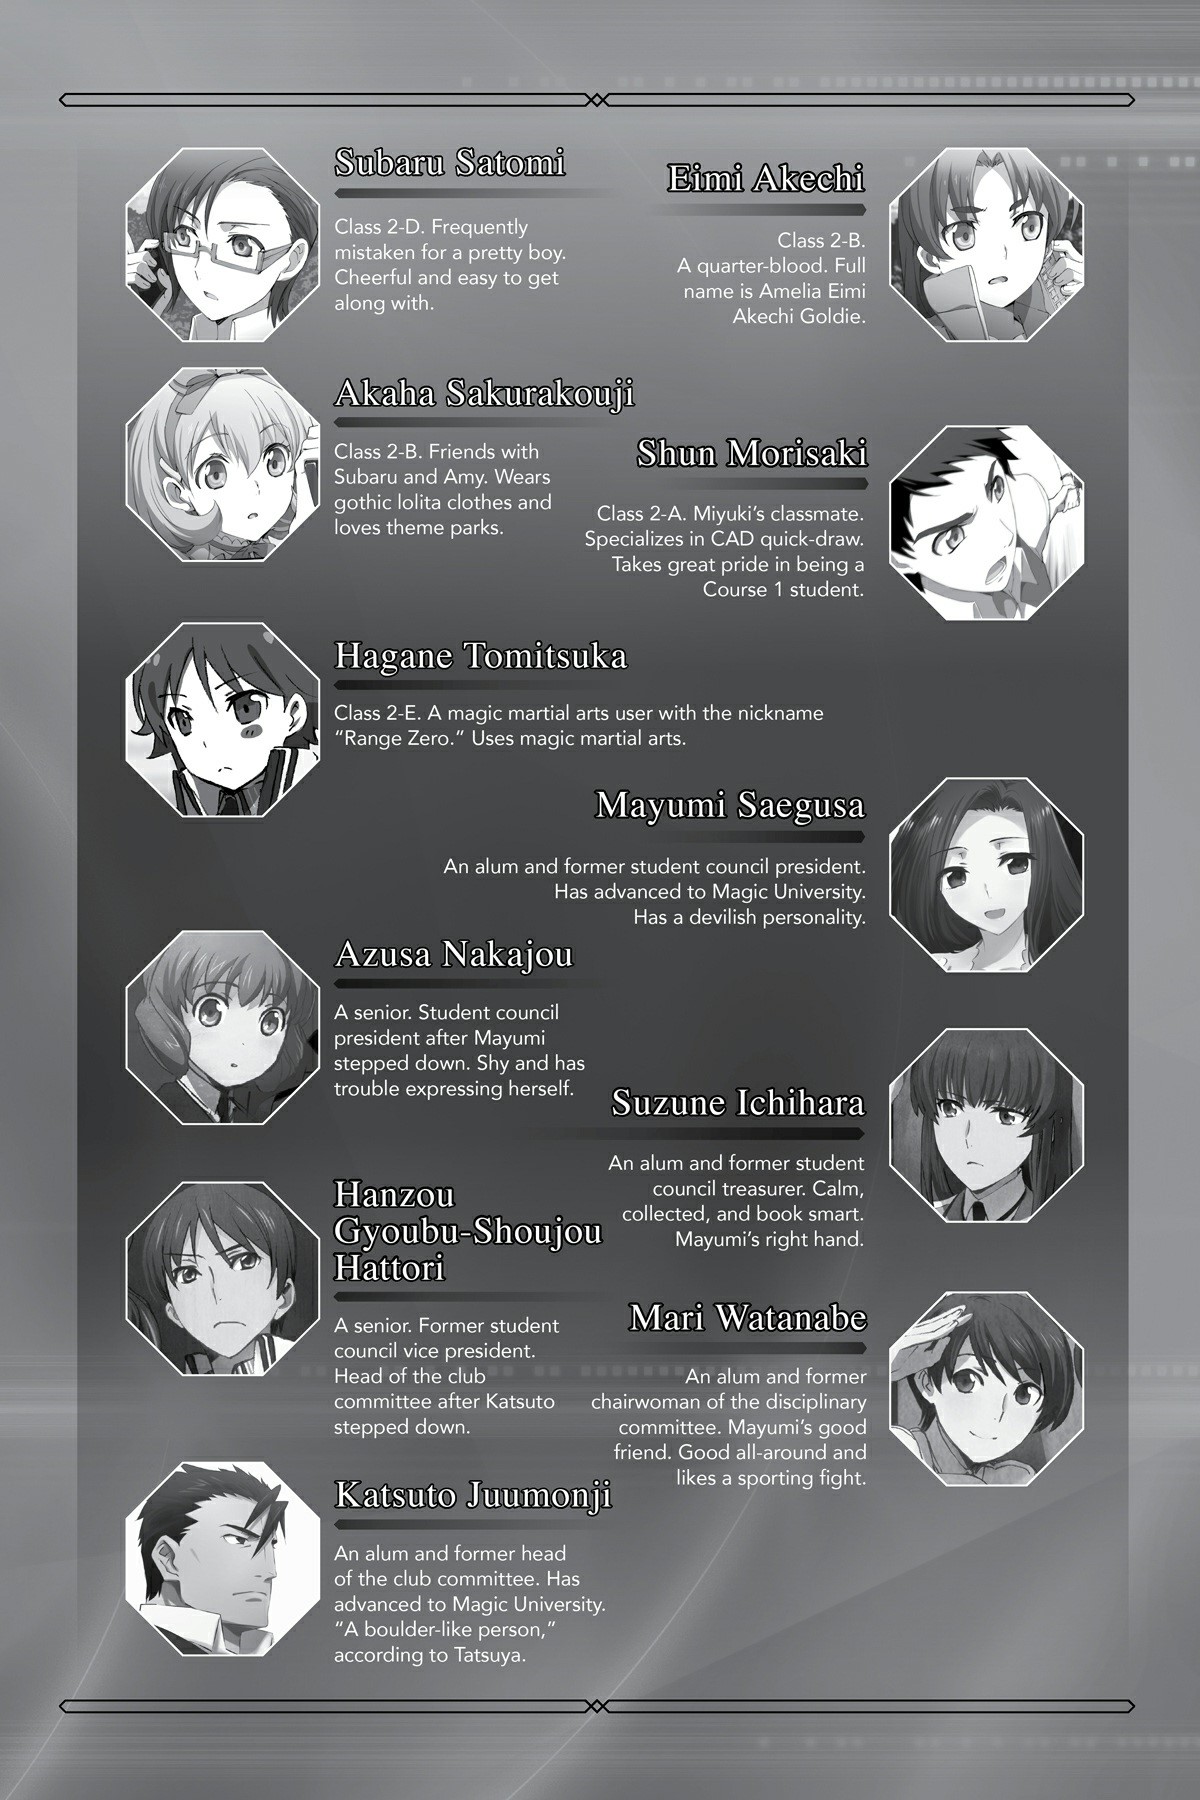 Subaru Satomi
Class 2-D. Frequently
mistaken for a pretty boy.
Cheerful and easy to get
along with.
Eimi Akechi
Class 2-B.
A quarter-blood. Full
name is Amelia Eimi
Akechi Goldie.
Akaha Sakurakouji
Class 2-B. Friends with
Subaru and Amy. Wears
gothic lolita clothes and
loves theme parks.
Shun Morisaki
Class 2-A. Miyuki’s classmate.
Specializes in CAD quick-draw.
Takes great pride in being a
Course 1 student.
Hagane Tomitsuka
Class 2-E. A magic martial arts user with the nickname
“Range Zero.” Uses magic martial arts.
Mayumi Saegusa
An alum and former student council president.
Has advanced to Magic University.
Has a devilish personality.
Azusa Nakajou
A senior. Student council
president after Mayumi
stepped down. Shy and has
trouble expressing herself.
Suzune Ichihara
An alum and former student
council treasurer. Calm,
collected, and book smart.
Mayumi’s right hand.
Hanzou
Gyoubu-Shoujou
Hattori
A senior. Former student
council vice president.
Head of the club
committee after Katsuto
stepped down.
Mari Watanabe
An alum and former
chairwoman of the disciplinary
committee. Mayumi’s good
friend. Good all-around and
likes a sporting fight.
Katsuto Juumonji
An alum and former head
of the club committee. Has
advanced to Magic University.
“A boulder-like person,”
according to Tatsuya.